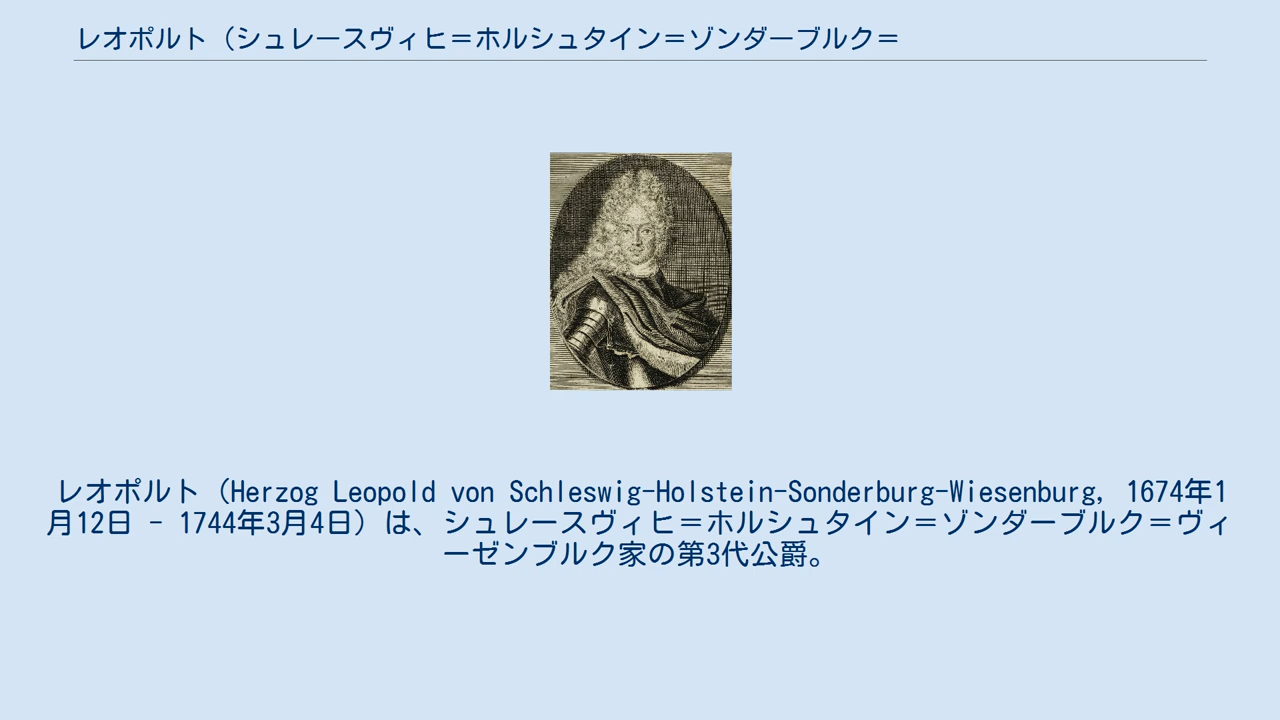 レオポルト（シュレースヴィヒ＝ホルシュタイン＝ゾンダーブルク＝
レオポルト（Herzog Leopold von Schleswig-Holstein-Sonderburg-Wiesenburg, 1674年1
月12日 - 1744年3月4日）は、シュレースヴィヒ＝ホルシュタイン＝ゾンダーブルク＝ヴィ
ーゼンブルク家の第3代公爵。